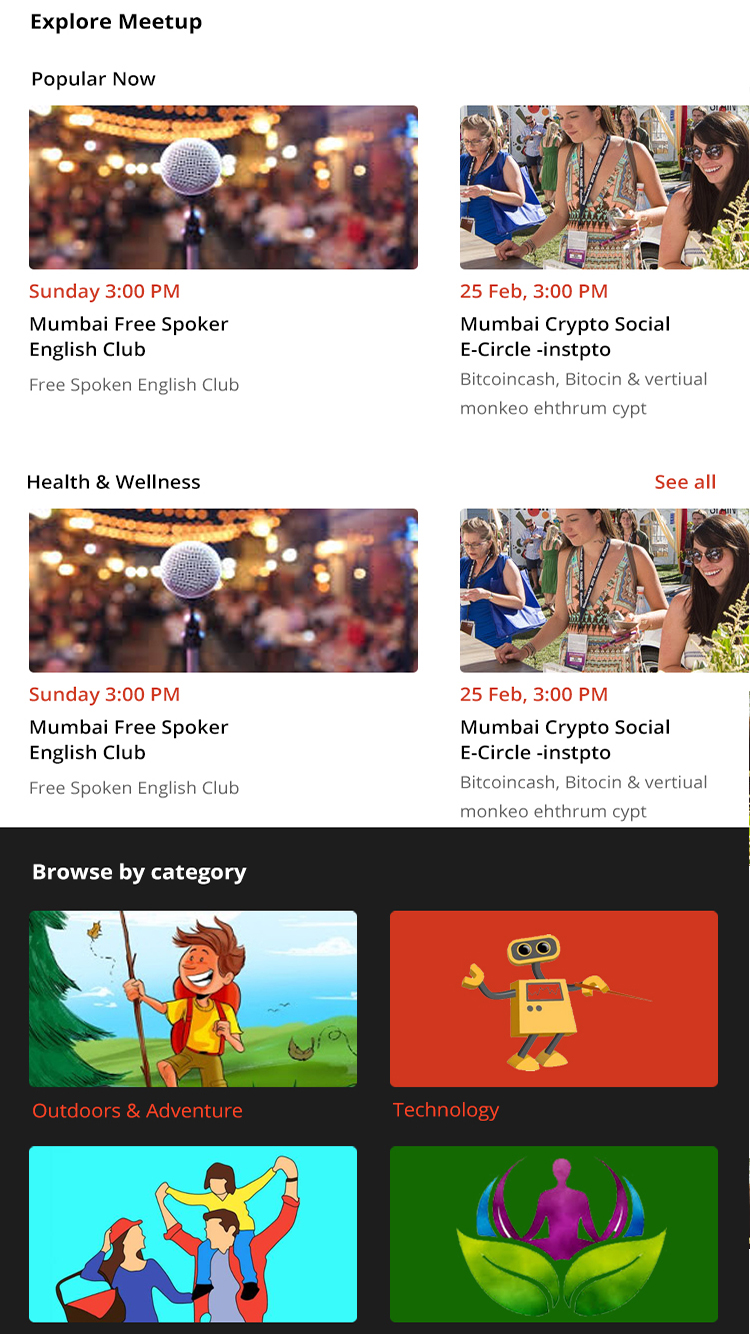 Explore Meetup
Popular Now
Sunday 3:00 PM
Mumbai Free Spoker
English Club
Free Spoken English Club
25 Feb, 3:00 PM
Mumbai Crypto Social
E-Circle -instpto
Bitcoincash, Bitocin & vertiual
monkeo ehthrum cypt
Health & Wellness
See all
Sunday 3:00 PM
Mumbai Free Spoker
English Club
Free Spoken English Club
25 Feb, 3:00 PM
Mumbai Crypto Social
E-Circle -instpto
Bitcoincash, Bitocin & vertiual
monkeo ehthrum cypt
Browse by category
Outdoors & Adventure
Technology